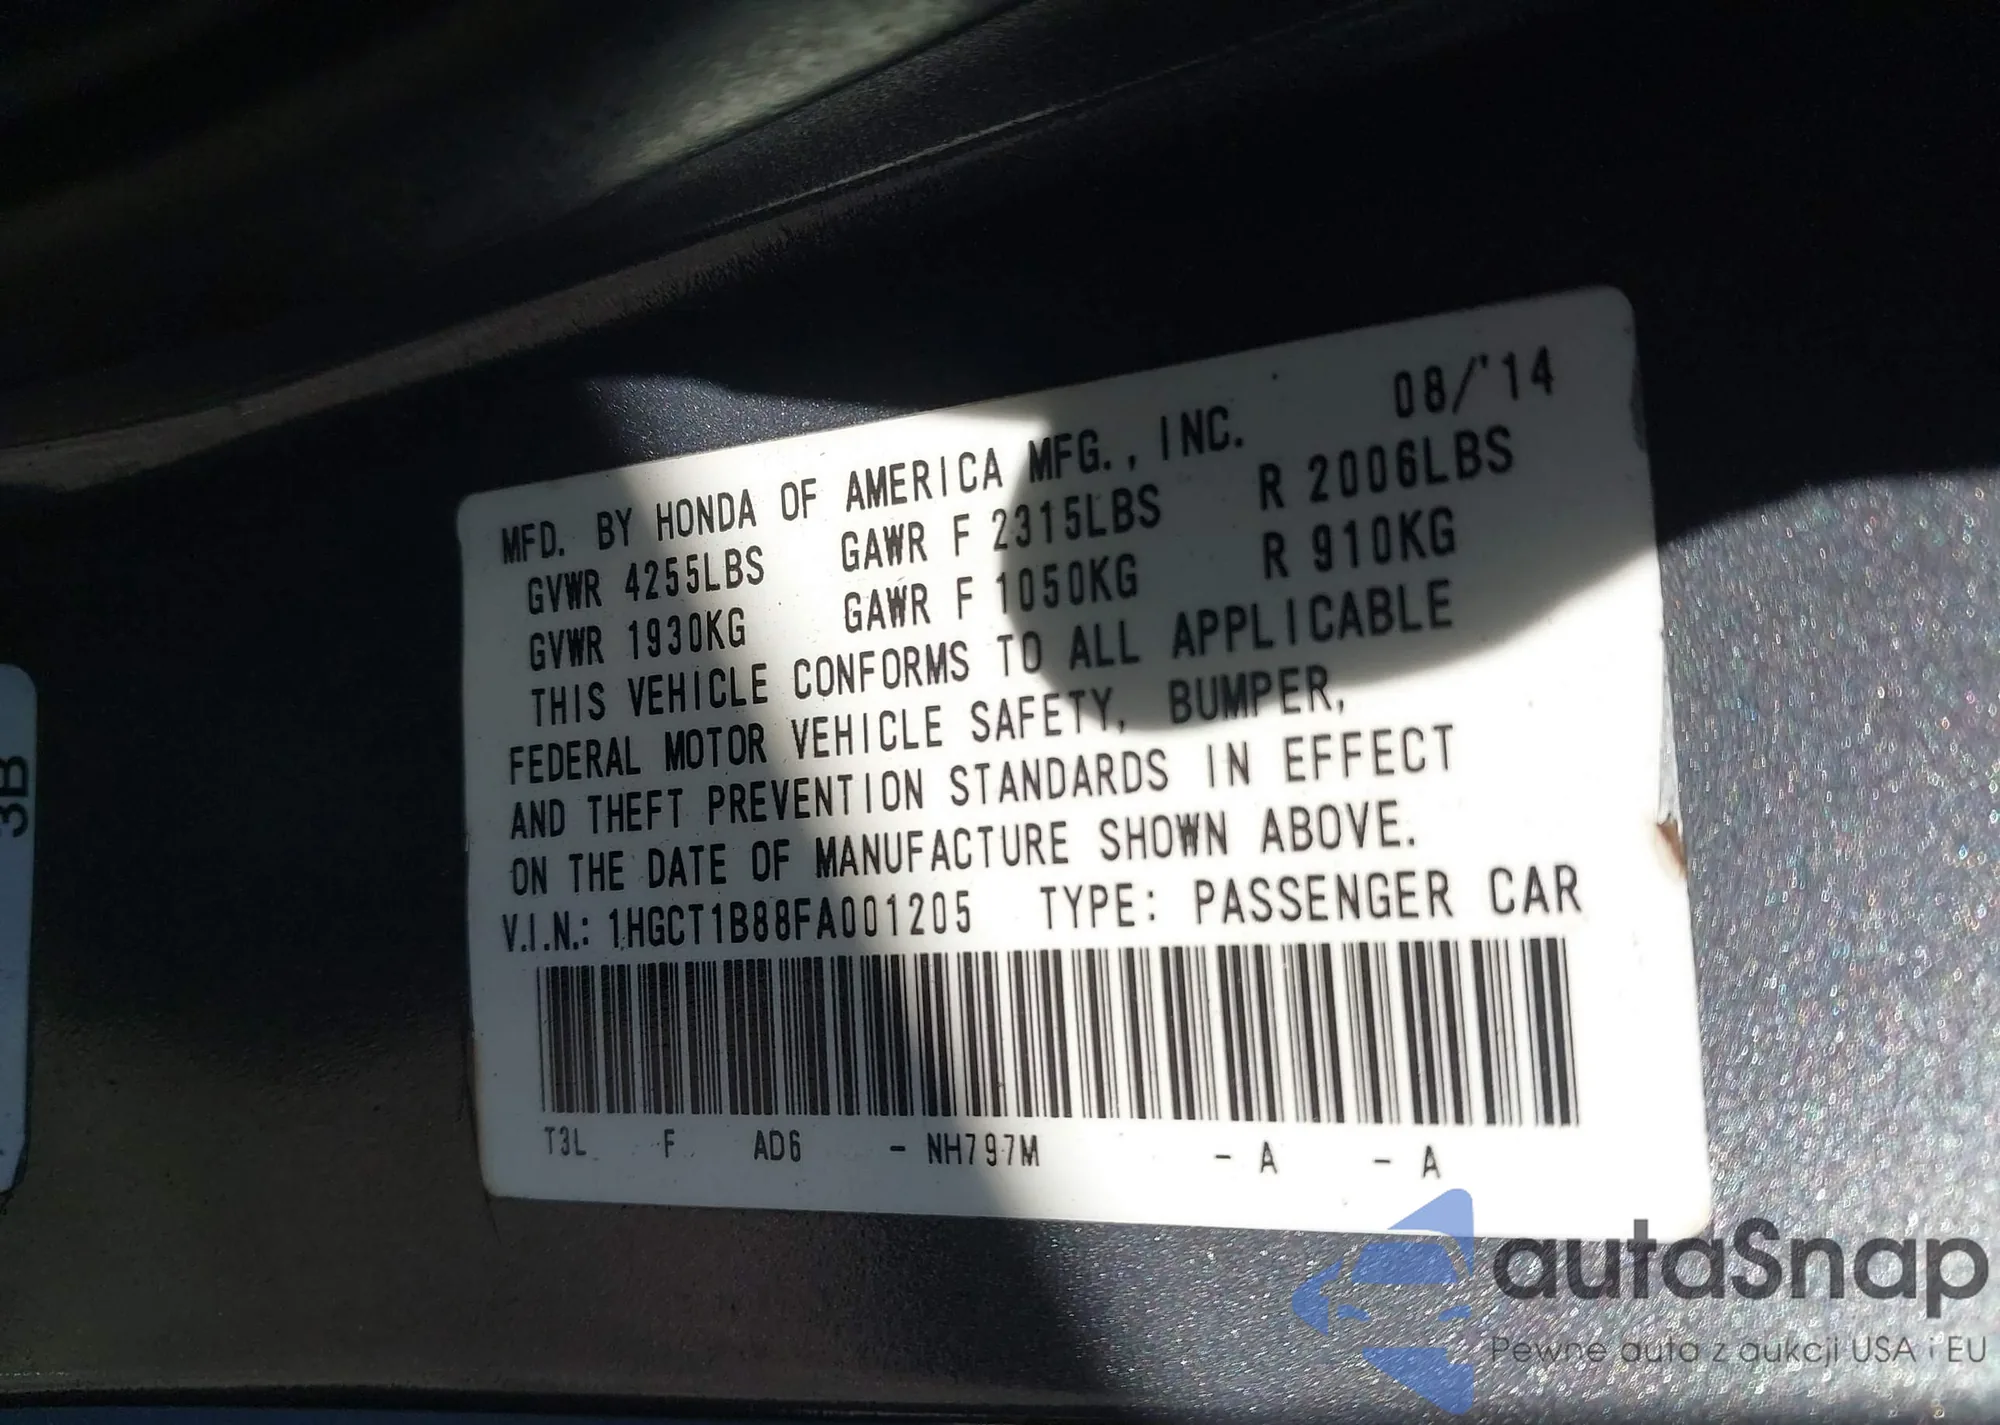 MFD. BY HONDA OF AMERICA MFG., INC. 08/'14
GVWR 4255LBS GAWR F 2315LBS R 2006LBS
GVWR 1930KG GAWR F 1050KG R 910KG
THIS VEHICLE CONFORMS TO ALL APPLICABLE
FEDERAL MOTOR VEHICLE SAFETY, BUMPER,
AND THEFT PREVENTION STANDARDS IN EFFECT
ON THE DATE OF MANUFACTURE SHOWN ABOVE.
V.I.N.: 1HGCT1B88FA001205 TYPE: PASSENGER CAR
T3L F AD6 - NH797M - A - A
3B
autaSnap
Pewne auta z aukcji USA i EU